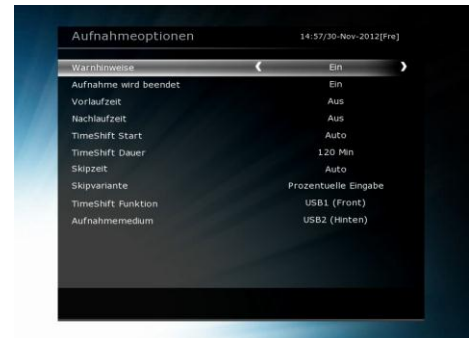 Aufnahmeoptionen 14:57/30-Nov-2012[Fre]
Warnhinweise Ein
Aufnahme wird beendet Ein
Vorlaufzeit Aus
Nachlaufzeit Aus
TimeShift Start Auto
TimeShift Dauer 120 Min
Skipzeit Auto
Skipvariante Prozentuelle Eingabe
TimeShift Funktion USB1 (Front)
Aufnahmemedium USB2 (Hinten)